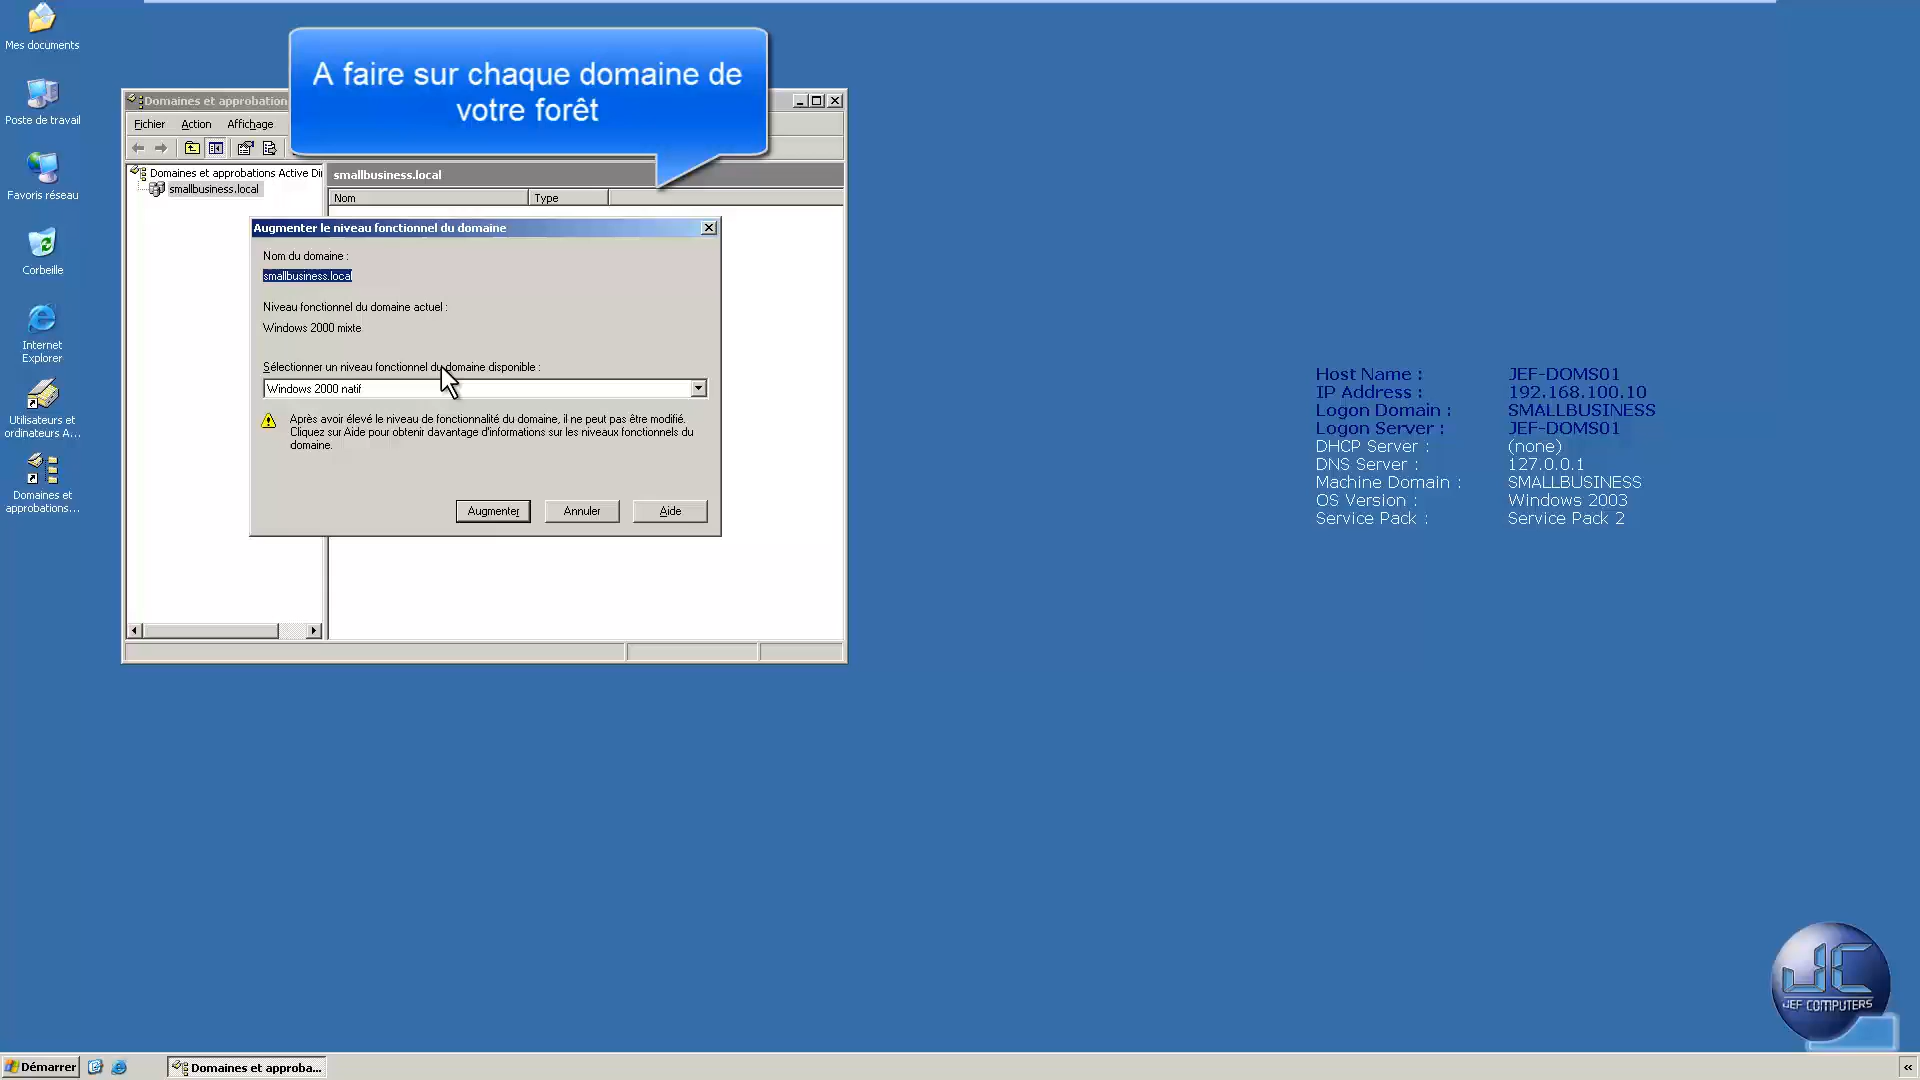 Mes documents
Poste de travail
Favoris réseau
Corbeille
Internet
Explorer
Utilisateurs et
ordinateurs A...
Domaines et
approbations...
A faire sur chaque domaine de
votre forêt
Domaines et approbation
Fichier Action Affichage
Domaines et approbations Active Di
smallbusiness.local
smallbusiness.local
Nom Type
Augmenter le niveau fonctionnel du domaine
Nom du domaine :
smallbusiness.local
Niveau fonctionnel du domaine actuel :
Windows 2000 mixte
Sélectionner un niveau fonctionnel du domaine disponible :
Windows 2000 natif
Après avoir élevé le niveau de fonctionnalité du domaine, il ne peut pas être modifié.
Cliquez sur Aide pour obtenir davantage d'informations sur les niveaux fonctionnels du
domaine.
Augmenter Annuler Aide
Host Name : JEF-DOMS01
IP Address : 192.168.100.10
Logon Domain : SMALLBUSINESS
Logon Server : JEF-DOMS01
DHCP Server : (none)
DNS Server : 127.0.0.1
Machine Domain : SMALLBUSINESS
OS Version : Windows 2003
Service Pack : Service Pack 2
JC
JEF COMPUTERS
Démarrer Domaines et approba... «